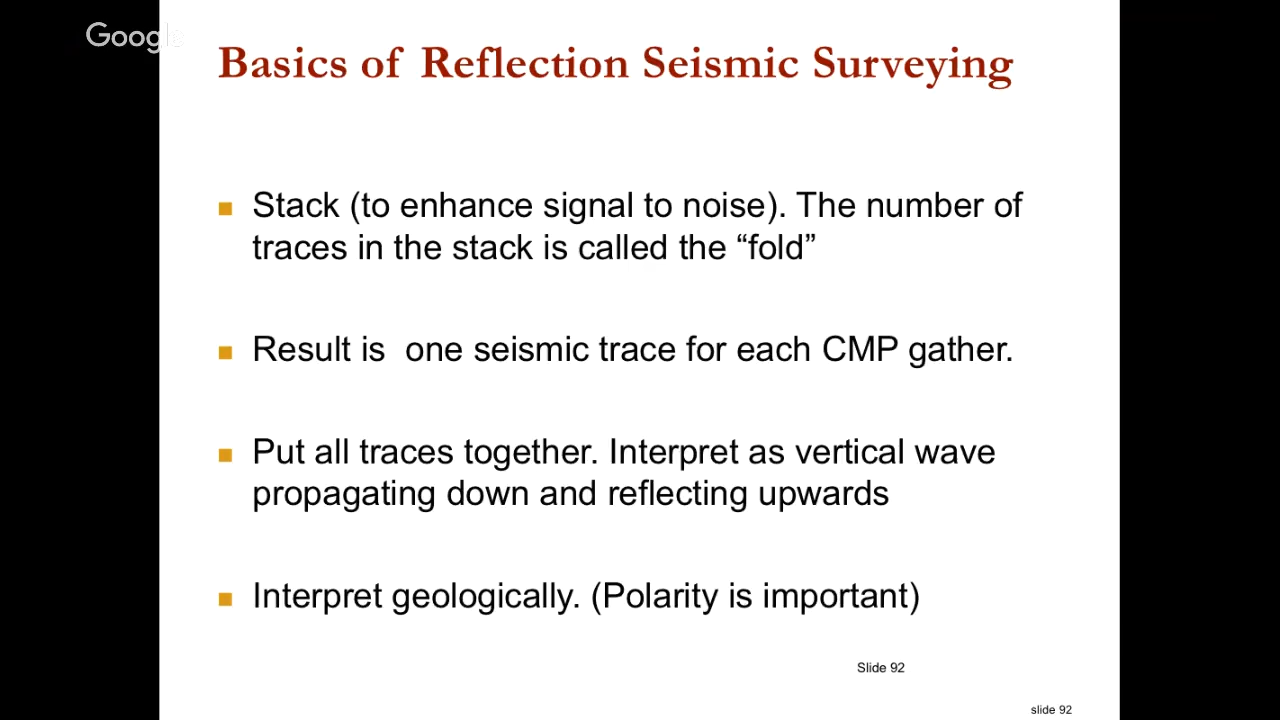 Google
Basics of Reflection Seismic Surveying
Stack (to enhance signal to noise). The number of
traces in the stack is called the “fold”
Result is one seismic trace for each CMP gather.
Put all traces together. Interpret as vertical wave
propagating down and reflecting upwards
Interpret geologically. (Polarity is important)
Slide 92
slide 92